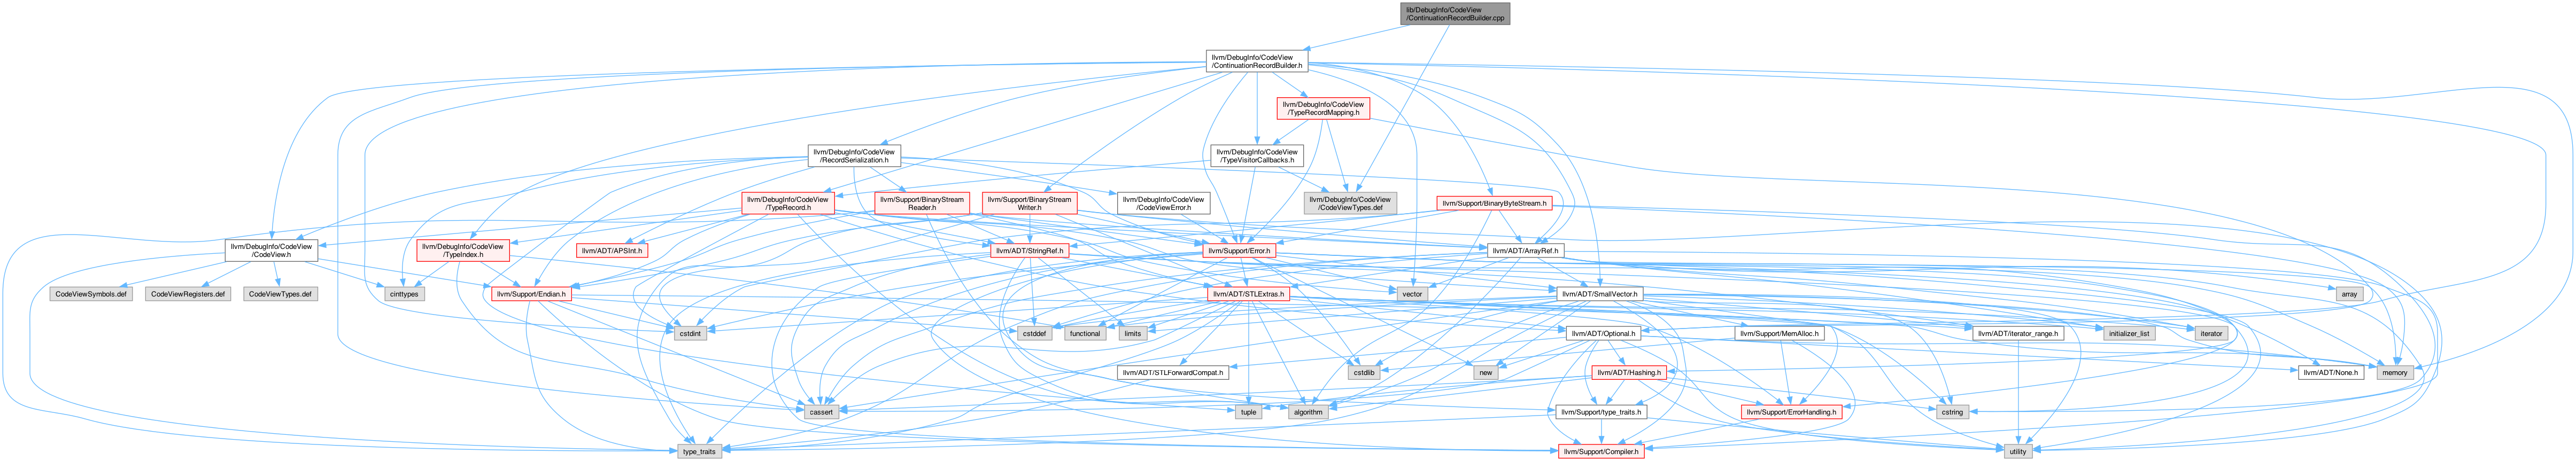 lib/DebugInfo/CodeView
/ContinuationRecordBuilder.cpp
llvm/DebugInfo/CodeView
/ContinuationRecordBuilder.h
llvm/DebugInfo/CodeView
/TypeRecordMapping.h
llvm/DebugInfo/CodeView
/RecordSerialization.h
llvm/DebugInfo/CodeView
/TypeVisitorCallbacks.h
llvm/DebugInfo/CodeView
/TypeRecord.h
llvm/Support/BinaryStream
Reader.h
llvm/Support/BinaryStream
Writer.h
llvm/DebugInfo/CodeView
/CodeViewError.h
llvm/DebugInfo/CodeView
/CodeViewTypes.def
llvm/Support/BinaryByteStream.h
llvm/DebugInfo/CodeView
/CodeView.h
llvm/DebugInfo/CodeView
/TypeIndex.h
llvm/ADT/APSInt.h
llvm/ADT/StringRef.h
llvm/Support/Error.h
llvm/ADT/ArrayRef.h
CodeViewSymbols.def
CodeViewRegisters.def
CodeViewTypes.def
cinttypes
llvm/Support/Endian.h
llvm/ADT/STLExtras.h
vector
llvm/ADT/SmallVector.h
array
cstdint
cstddef
functional
limits
llvm/ADT/Optional.h
llvm/Support/MemAlloc.h
llvm/ADT/iterator_range.h
initializer_list
iterator
llvm/ADT/STLForwardCompat.h
cstdlib
new
llvm/ADT/Hashing.h
llvm/ADT/None.h
memory
cassert
tuple
algorithm
llvm/Support/type_traits.h
llvm/Support/ErrorHandling.h
cstring
type_traits
llvm/Support/Compiler.h
utility